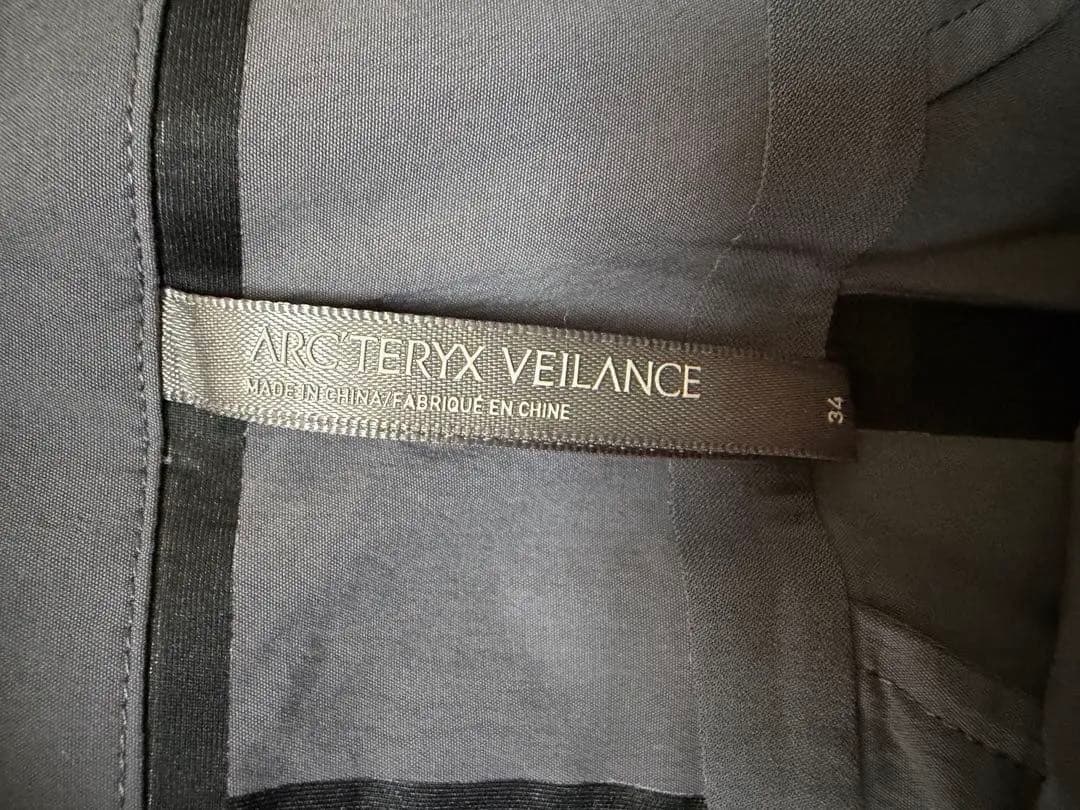 ARC'TERYX VEILANCE
MADE IN CHINA/FABRIQUÉ EN CHINE
34